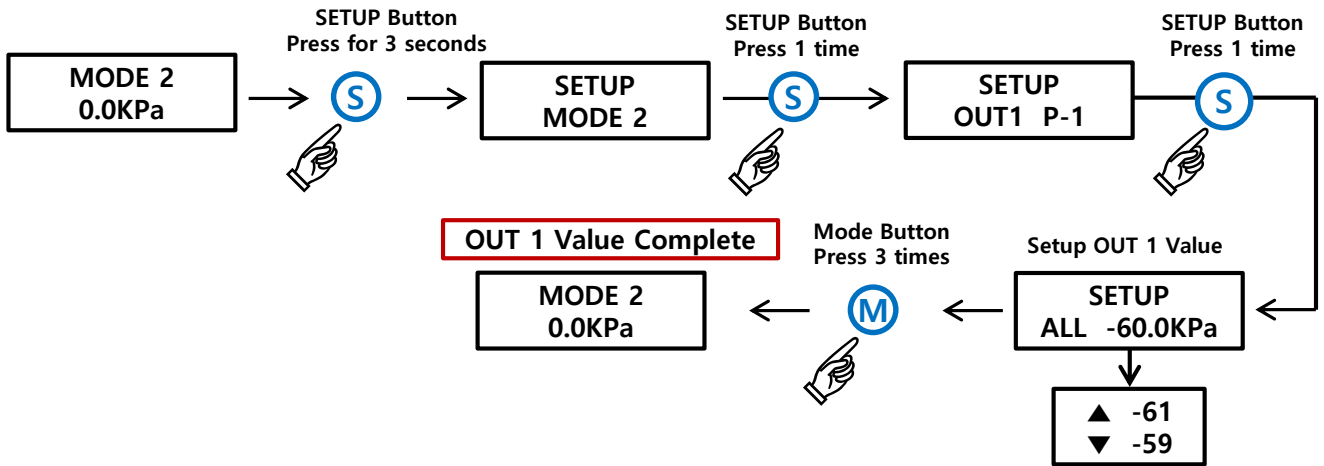 SETUP Button
Press for 3 seconds
MODE 2
0.0KPa
S
SETUP
MODE 2
SETUP Button
Press 1 time
S
SETUP
OUT1 P-1
SETUP Button
Press 1 time
S
Setup OUT 1 Value
SETUP
ALL -60.0KPa
▲ -61
▼ -59
Mode Button
Press 3 times
M
OUT 1 Value Complete
MODE 2
0.0KPa